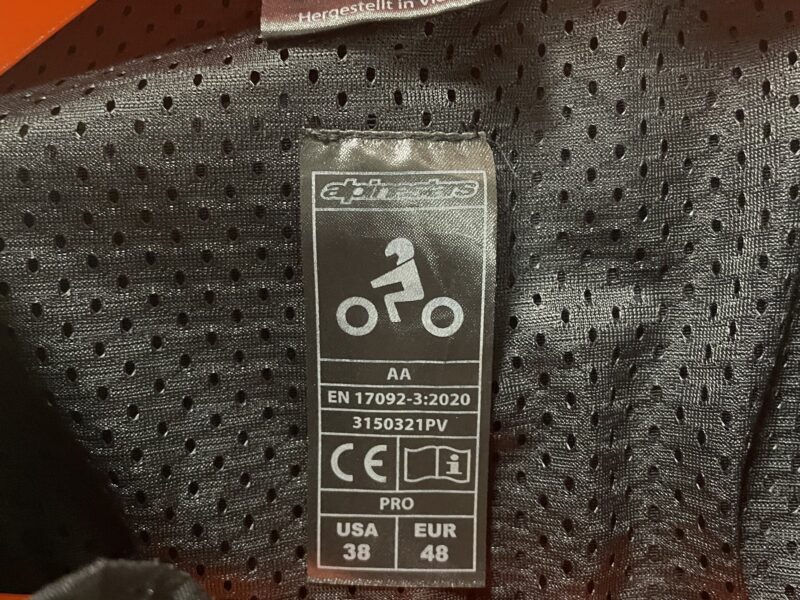 Hergestellt in
alpinestars
AA
EN 17092-3:2020
3150321PV
CE
i
PRO
USA EUR
38 48